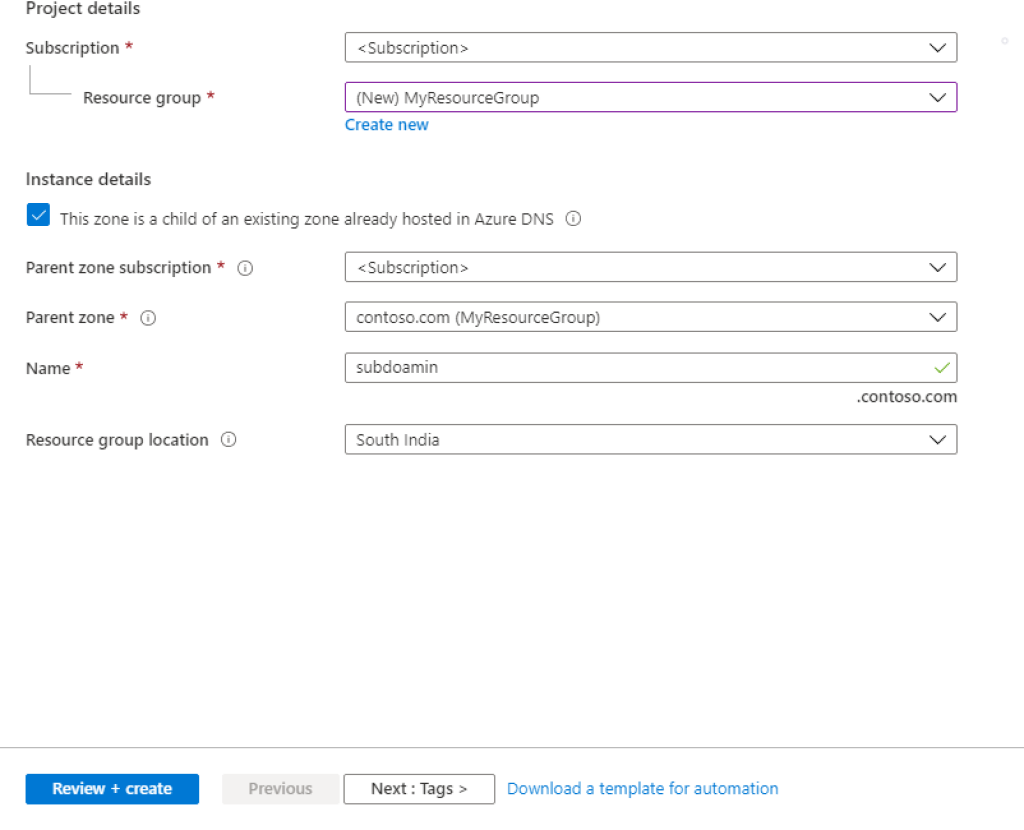 Project details
Subscription * <Subscription>
Resource group * (New) MyResourceGroup
Create new
Instance details
This zone is a child of an existing zone already hosted in Azure DNS
Parent zone subscription * <Subscription>
Parent zone * contoso.com (MyResourceGroup)
Name * subdoamin
.contoso.com
Resource group location South India
Review + create Previous Next : Tags > Download a template for automation